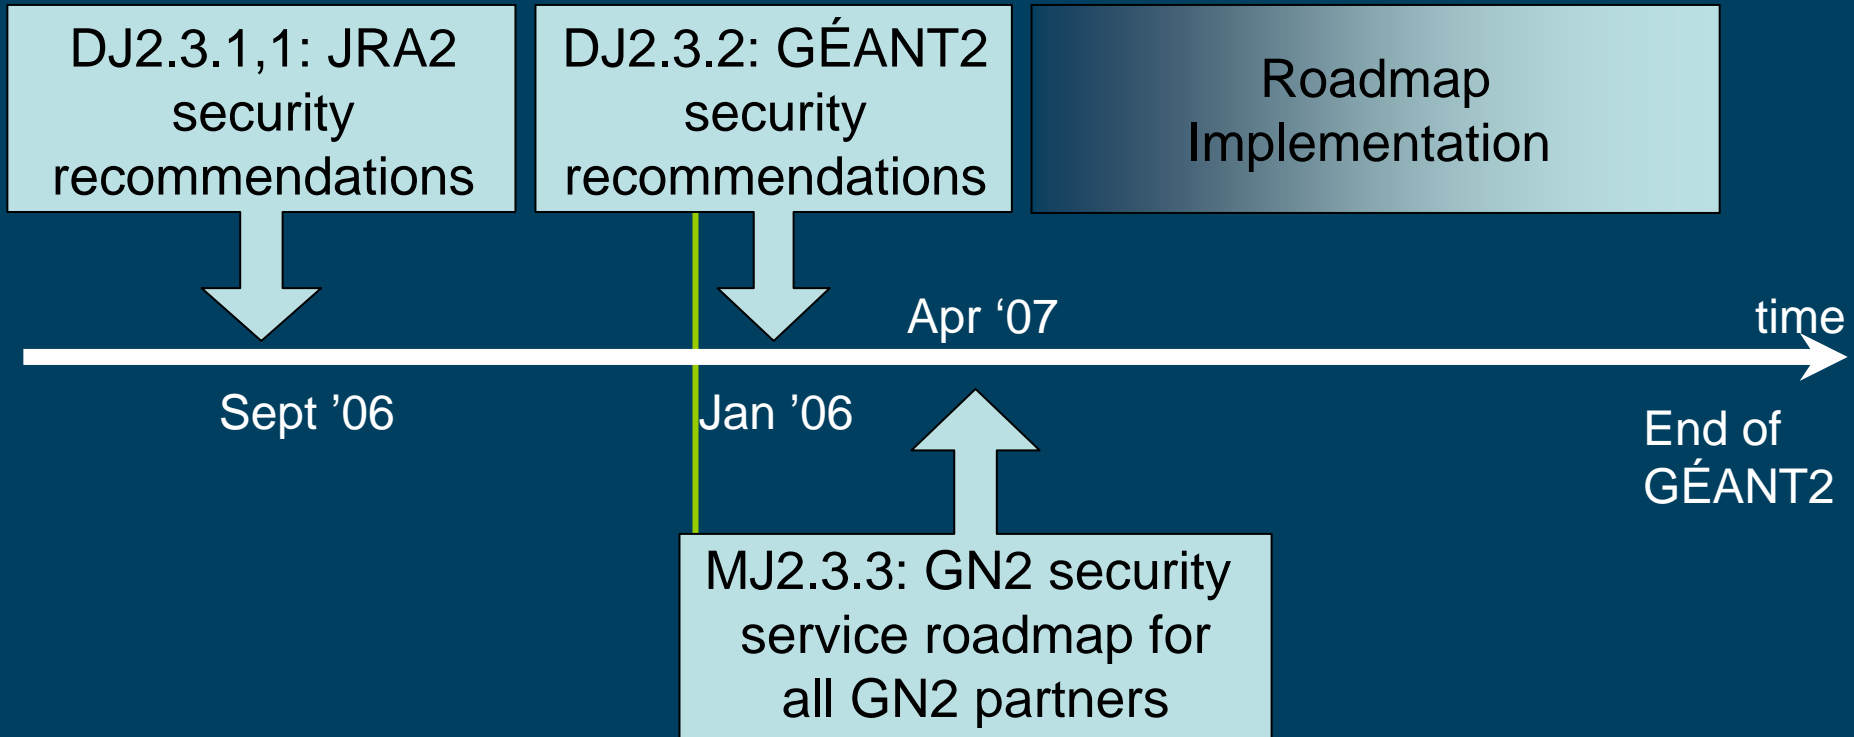 DJ2.3.1,1: JRA2
security
recommendations
DJ2.3.2: GÉANT2
security
recommendations
Roadmap
Implementation
Apr ‘07
time
Sept ’06
Jan ’06
End of
GÉANT2
MJ2.3.3: GN2 security
service roadmap for
all GN2 partners